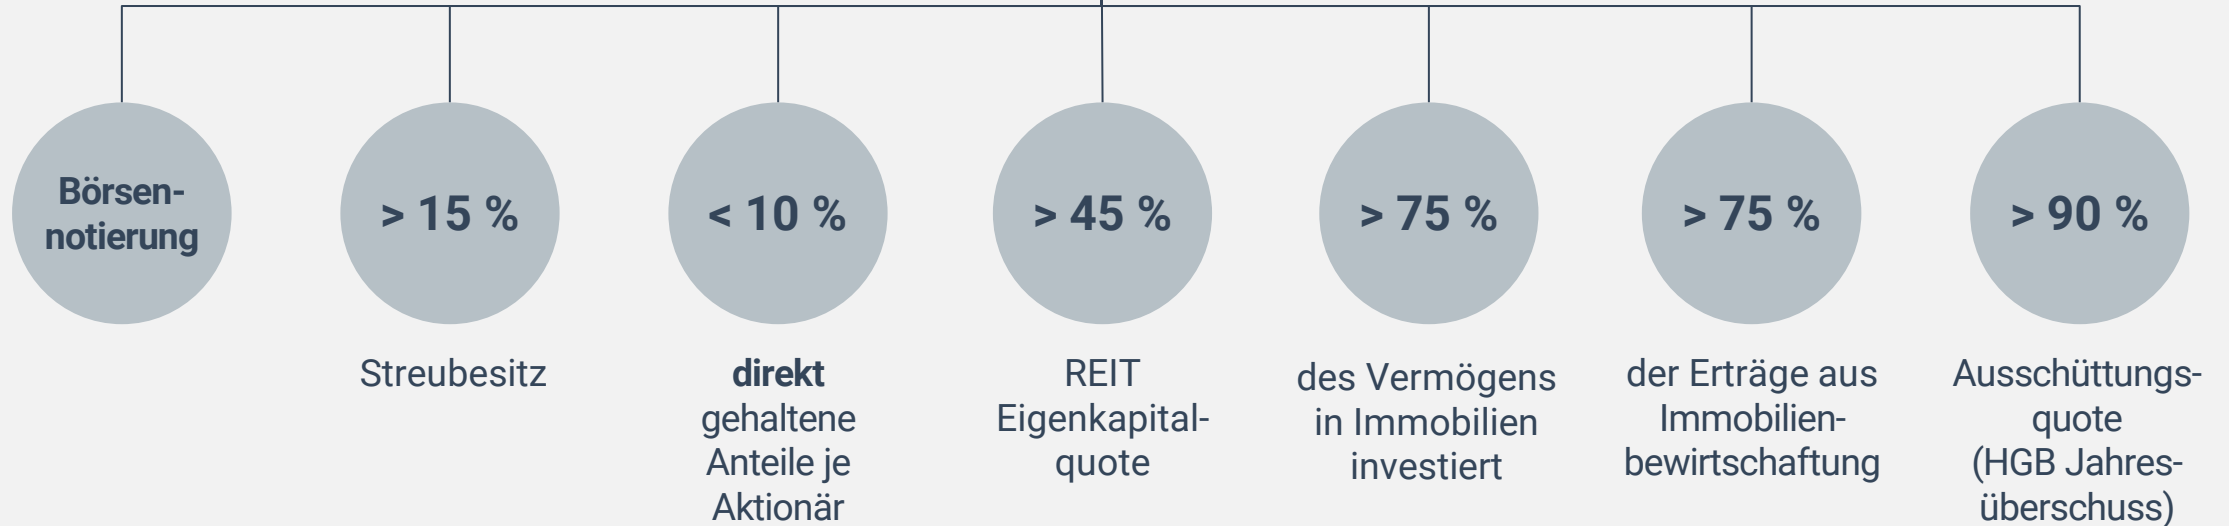 Börsen-
notierung
> 15 %
Streubesitz
< 10 %
direkt
gehaltene
Anteile je
Aktionär
> 45 %
REIT
Eigenkapital-
quote
> 75 %
des Vermögens
in Immobilien
investiert
> 75 %
der Erträge aus
Immobilien-
bewirtschaftung
> 90 %
Ausschüttungs-
quote
(HGB Jahres-
überschuss)